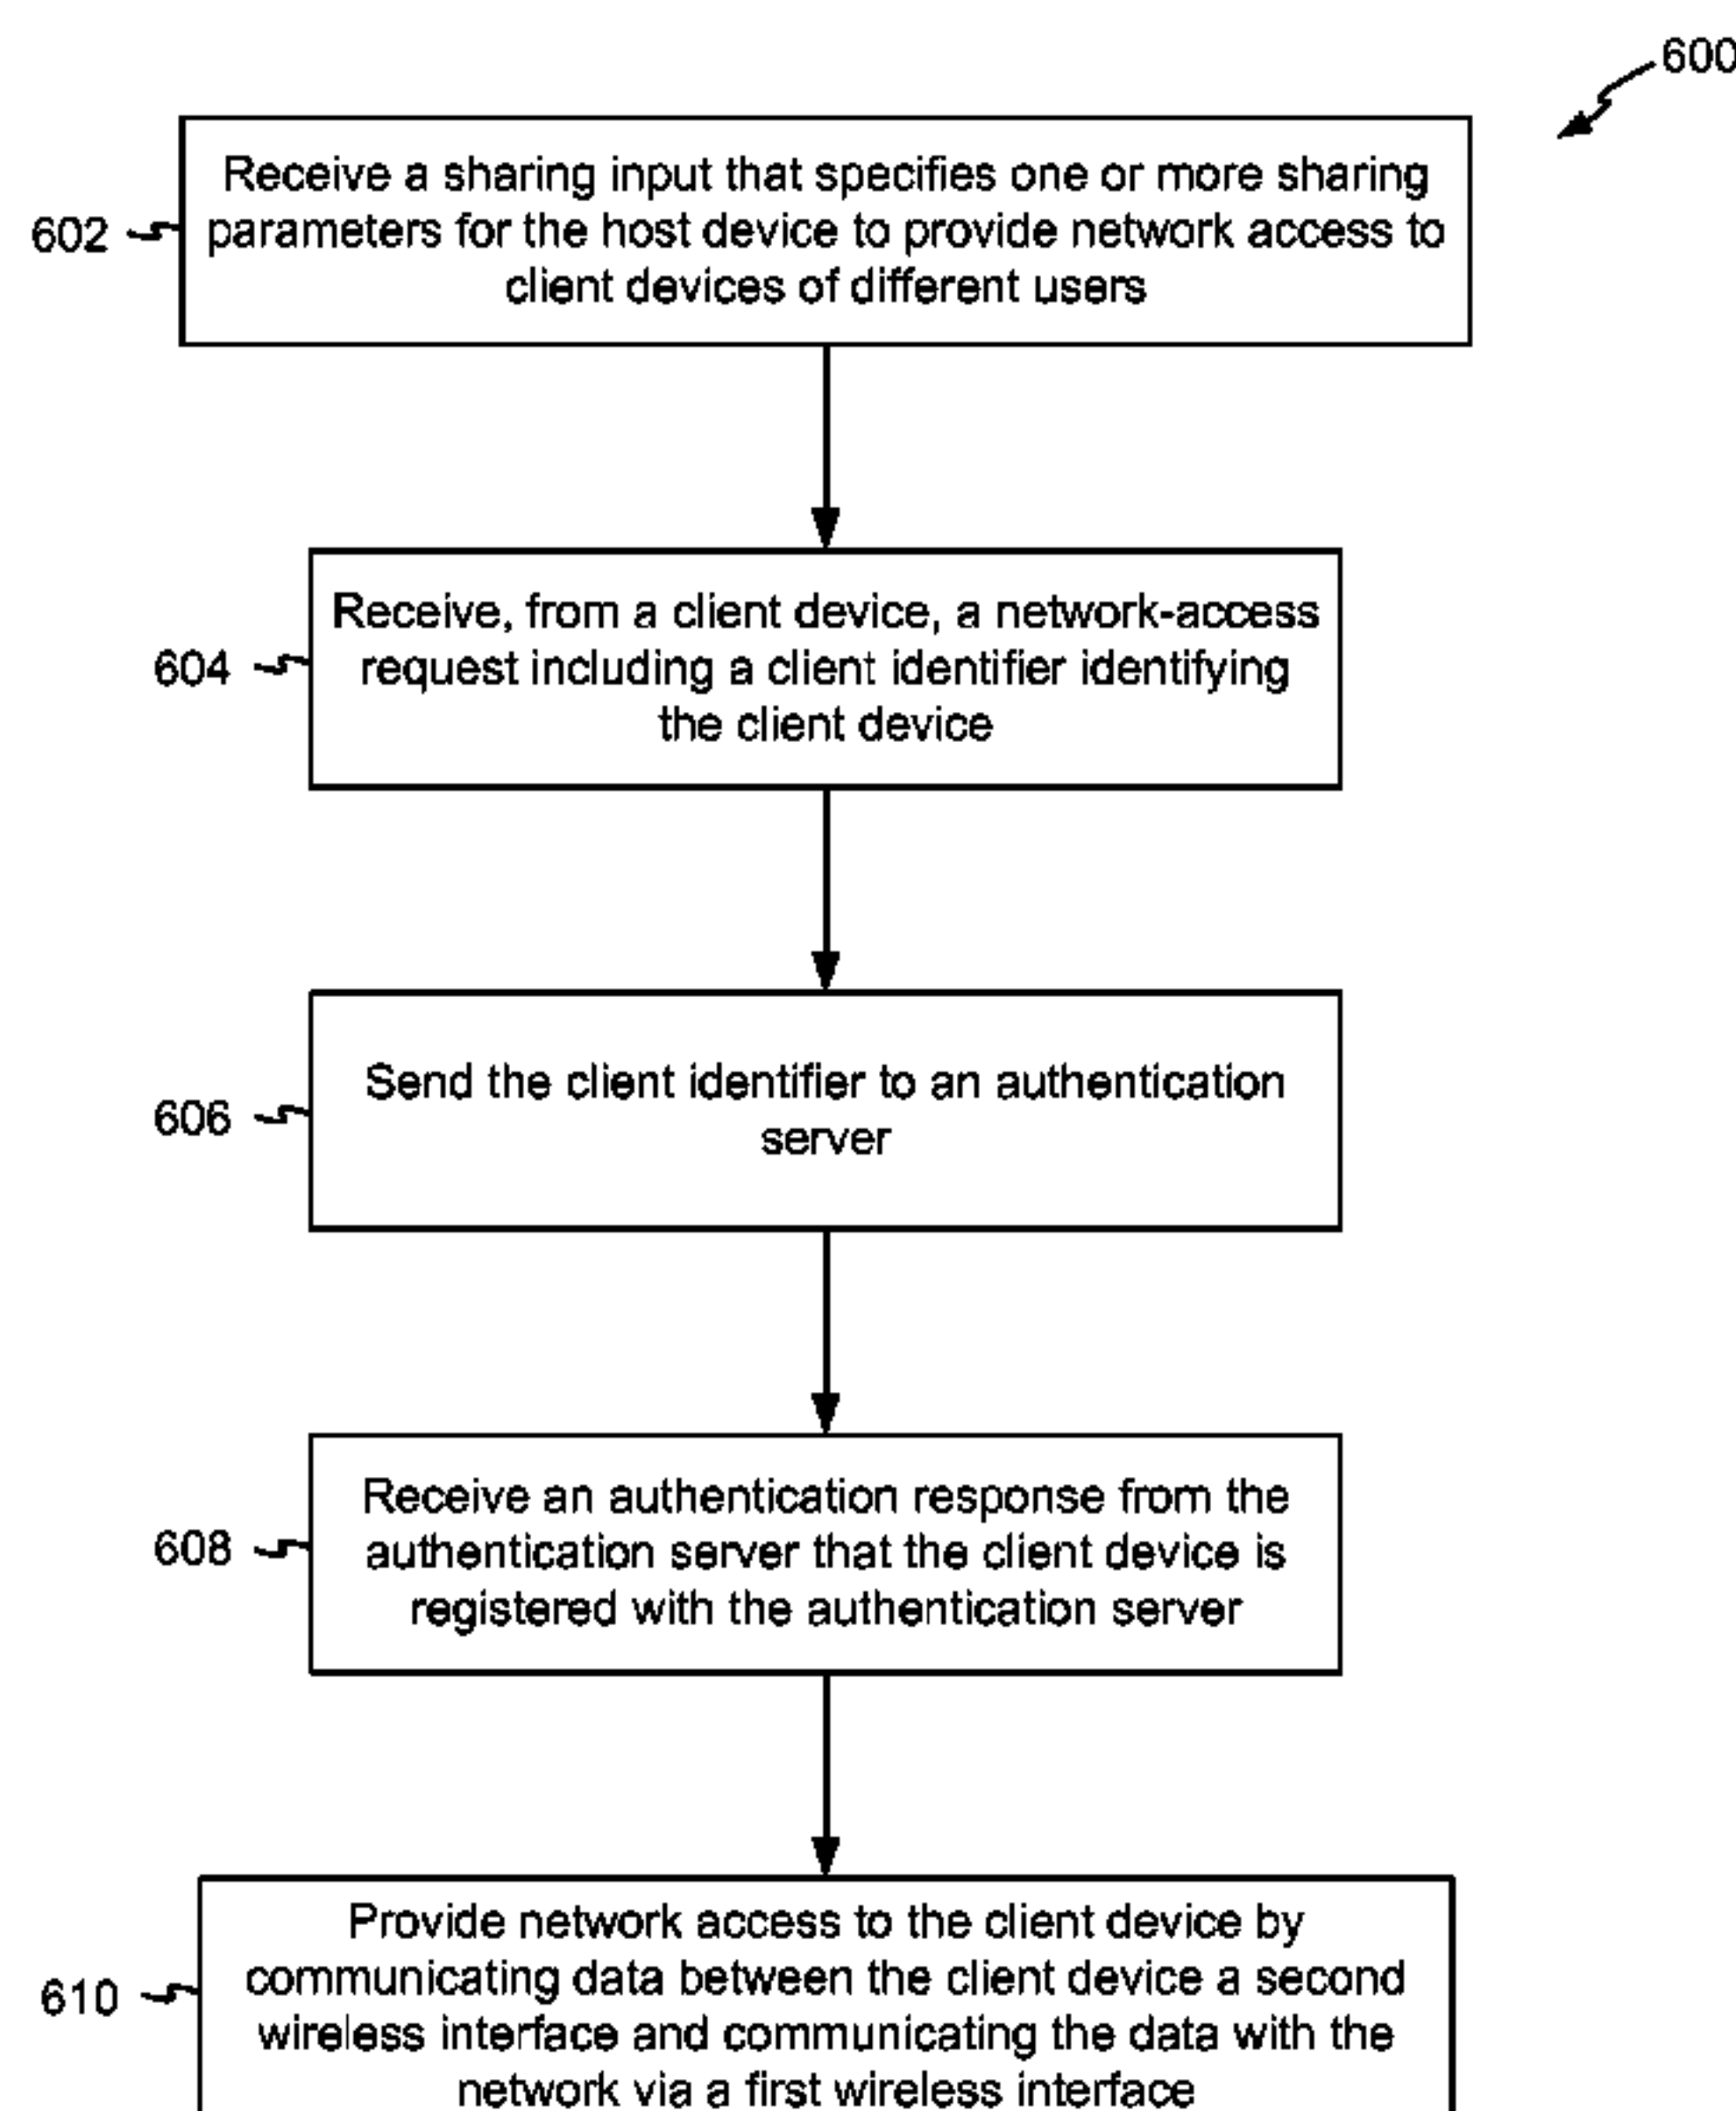 600
Receive a sharing input that specifies one or more sharing
parameters for the host device to provide network access to
client devices of different users
602
Receive, from a client device, a network-access
request including a client identifier identifying
the client device
604
Send the client identifier to an authentication
server
606
Receive an authentication response from the
authentication server that the client device is
registered with the authentication server
608
Provide network access to the client device by
communicating data between the client device a second
wireless interface and communicating the data with the
network via a first wireless interface
610